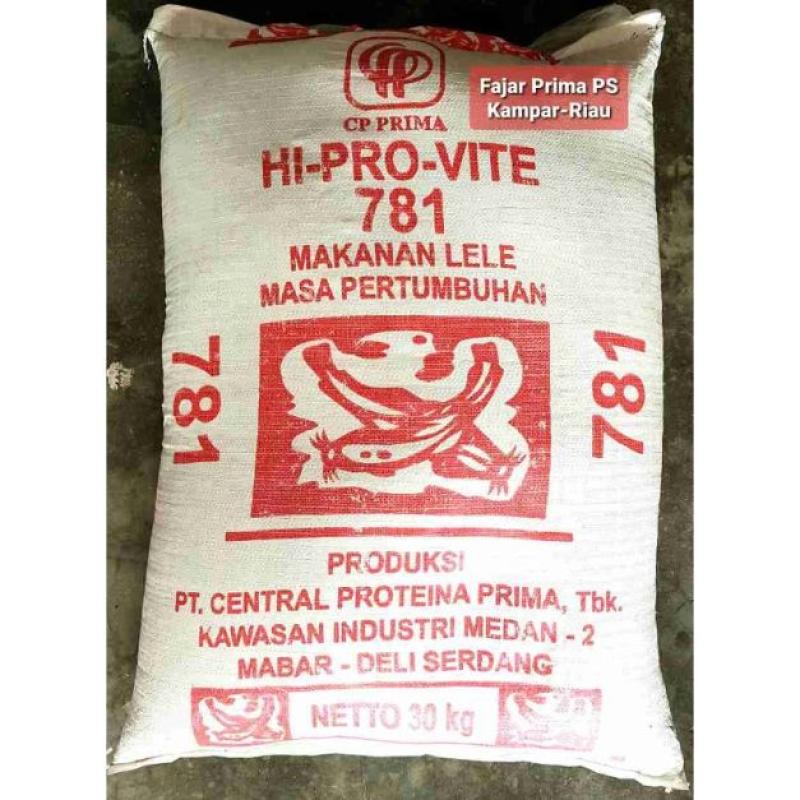 Fajar Prima PS
Kampar-Riau
CP PRIMA
HI-PRO-VITE
781
MAKANAN LELE
MASA PERTUMBUHAN
781
781
PRODUKSI
PT. CENTRAL PROTEINA PRIMA, Tbk.
KAWASAN INDUSTRI MEDAN - 2
MABAR - DELI SERDANG
NETTO 30 kg